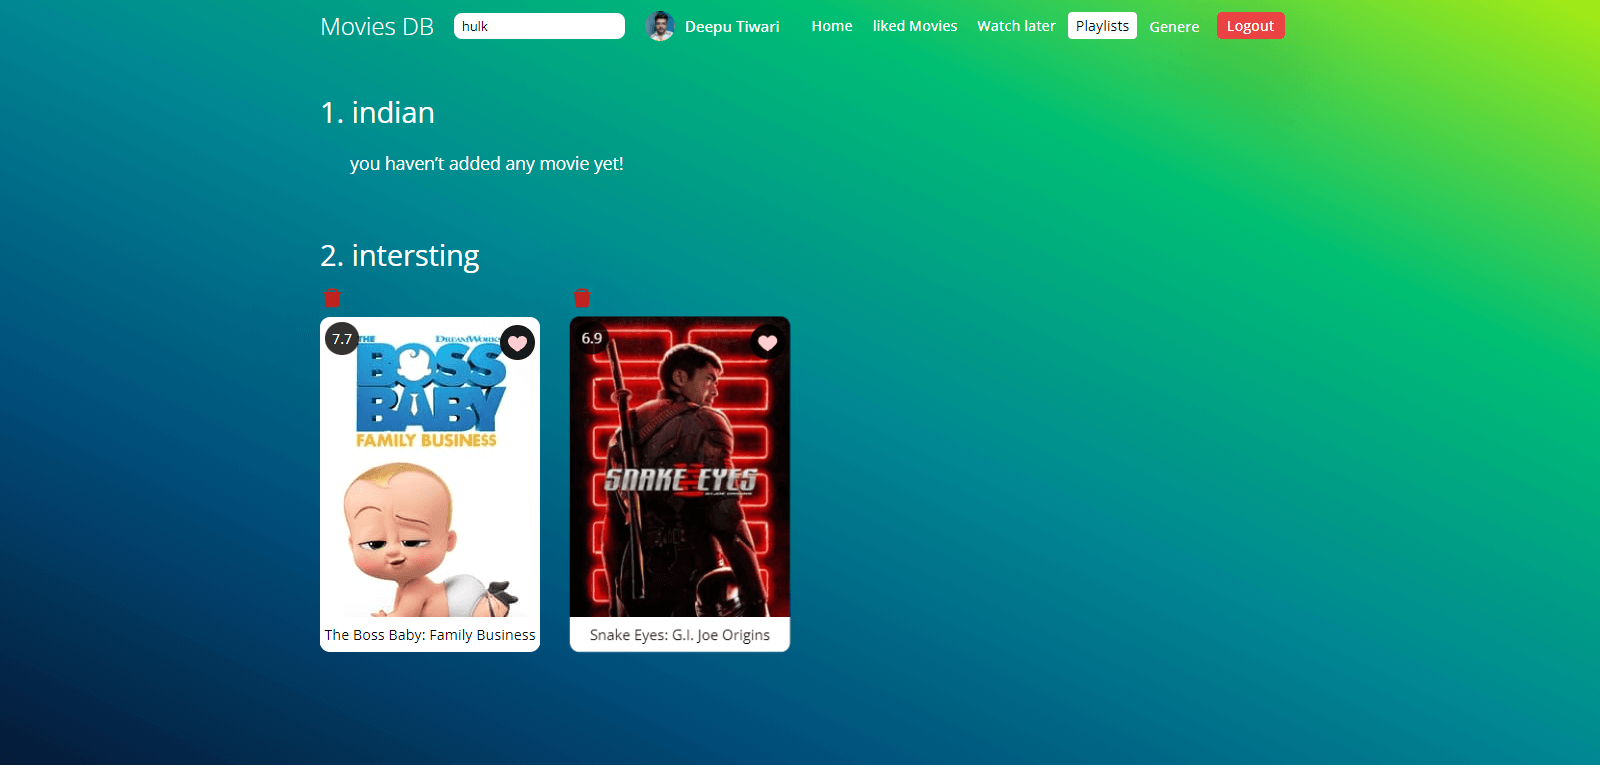 Movies DB hulk Deepu Tiwari Home liked Movies Watch later Playlists Genere Logout
1. indian
you haven’t added any movie yet!
2. intersting
7.7 THE DREAMWORKS
BOSS
BABY
FAMILY BUSINESS
The Boss Baby: Family Business
6.9
SNAKE EYES
G.I. JOE ORIGINS
Snake Eyes: G.I. Joe Origins